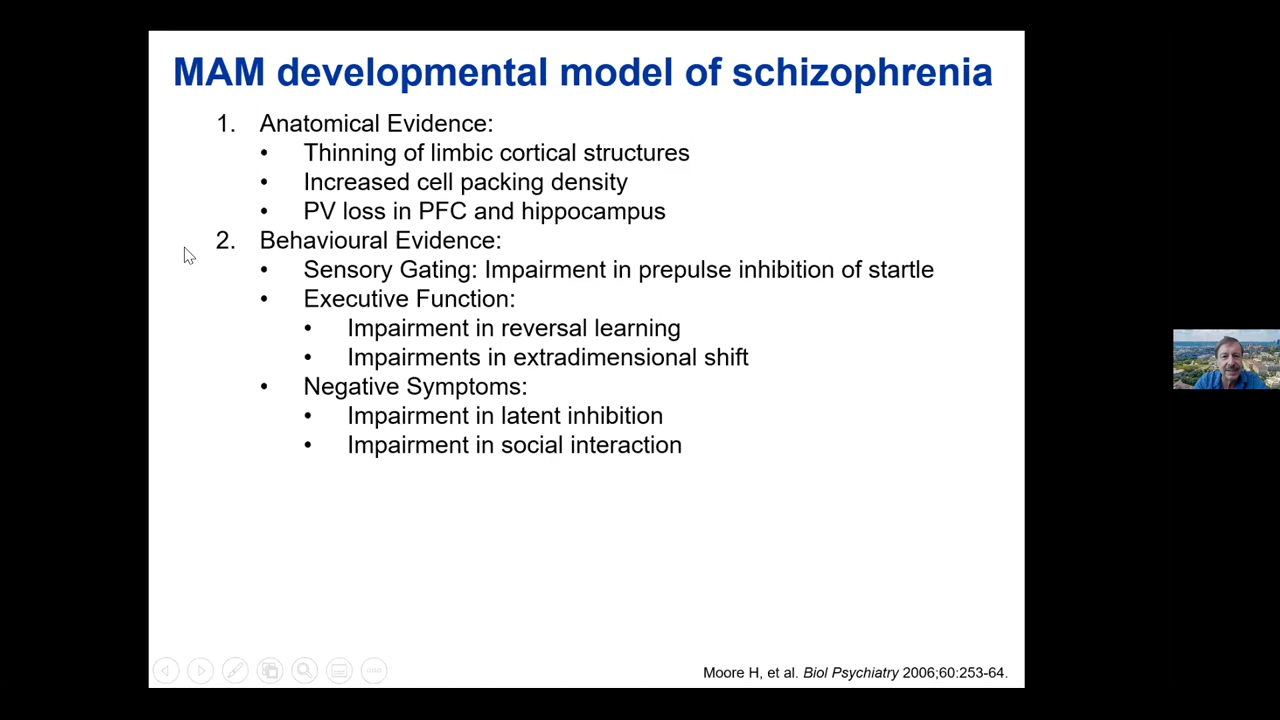 MAM developmental model of schizophrenia
1. Anatomical Evidence:
• Thinning of limbic cortical structures
• Increased cell packing density
• PV loss in PFC and hippocampus
2. Behavioural Evidence:
• Sensory Gating: Impairment in prepulse inhibition of startle
• Executive Function:
• Impairment in reversal learning
• Impairments in extradimensional shift
• Negative Symptoms:
• Impairment in latent inhibition
• Impairment in social interaction
Moore H, et al. Biol Psychiatry 2006;60:253-64.